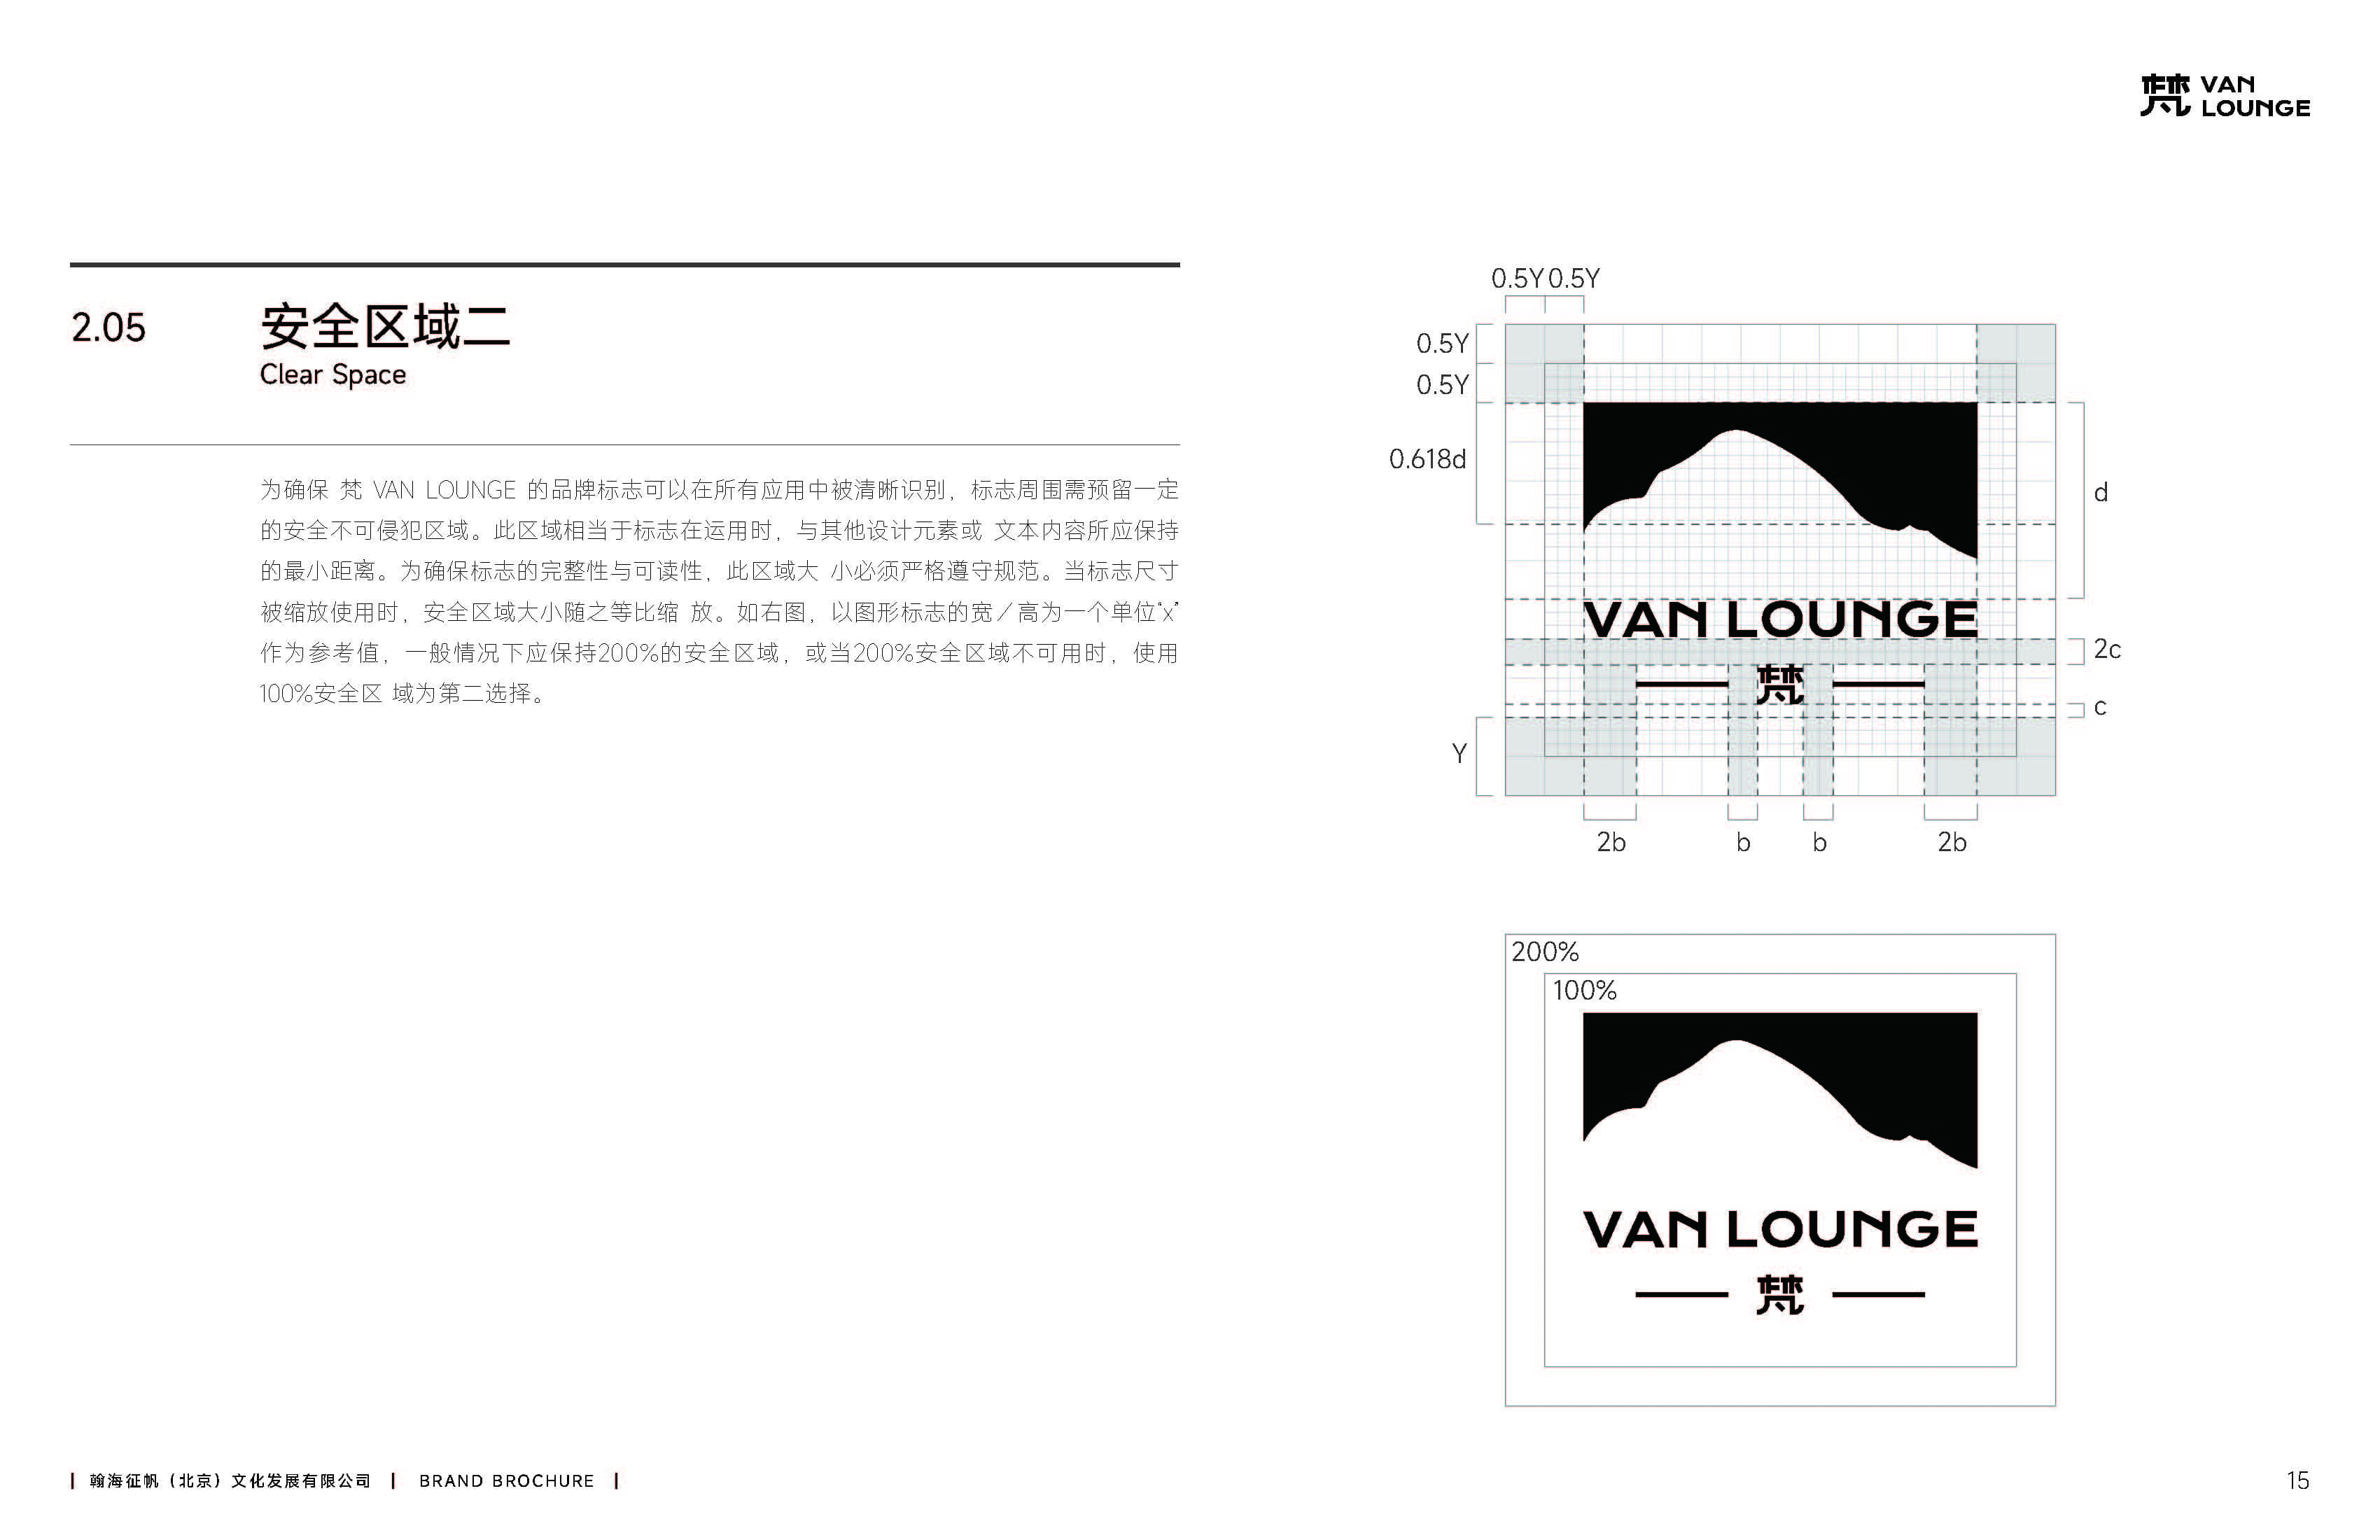 梵 VAN
LOUNGE
2.05
安全区域二
Clear Space
为确保 梵 VAN LOUNGE 的品牌标志可以在所有应用中被清晰识别，标志周围需预留一定
的安全不可侵犯区域。此区域相当于标志在运用时，与其他设计元素或 文本内容所应保持
的最小距离。为确保标志的完整性与可读性，此区域大 小必须严格遵守规范。当标志尺寸
被缩放使用时，安全区域大小随之等比缩 放。如右图，以图形标志的宽／高为一个单位“x”
作为参考值，一般情况下应保持200%的安全区域，或当200%安全区域不可用时，使用
100%安全区 域为第二选择。
0.5Y 0.5Y
0.5Y
0.5Y
0.618d
d
VAN LOUNGE
2c
梵
c
Y
2b b b 2b
200%
100%
VAN LOUNGE
梵
| 翰海征帆（北京）文化发展有限公司 | BRAND BROCHURE |
15